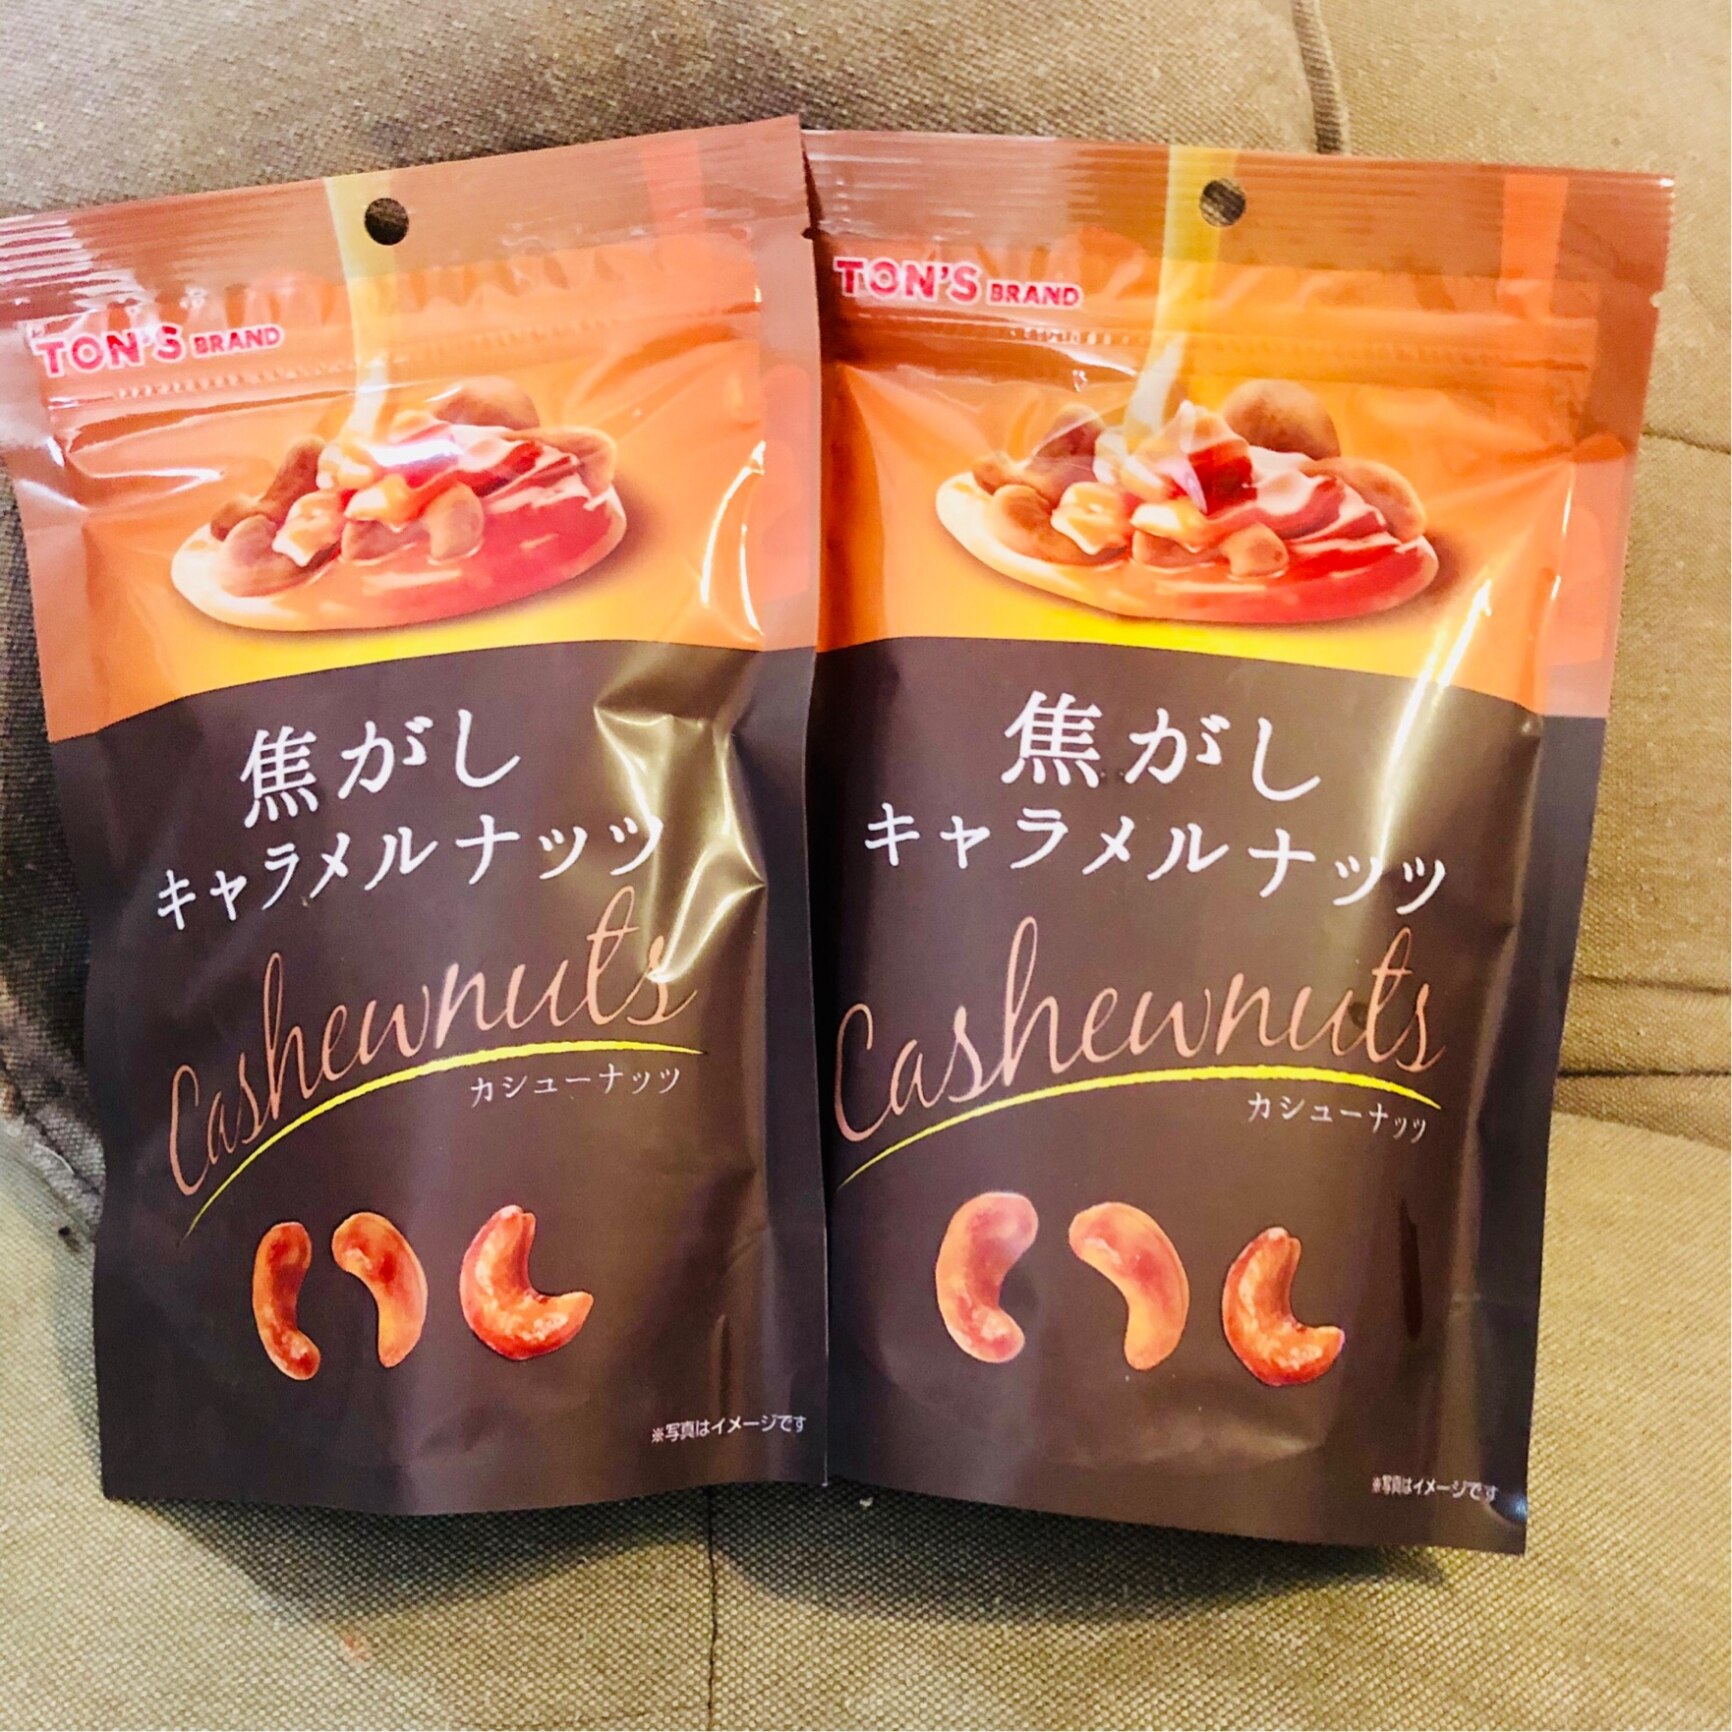 TON'S BRAND
焦がし
キャラメルナッツ
Cashewnuts
カシューナッツ
※写真はイメージです
TON'S BRAND
焦がし
キャラメルナッツ
Cashewnuts
カシューナッツ
※写真はイメージです